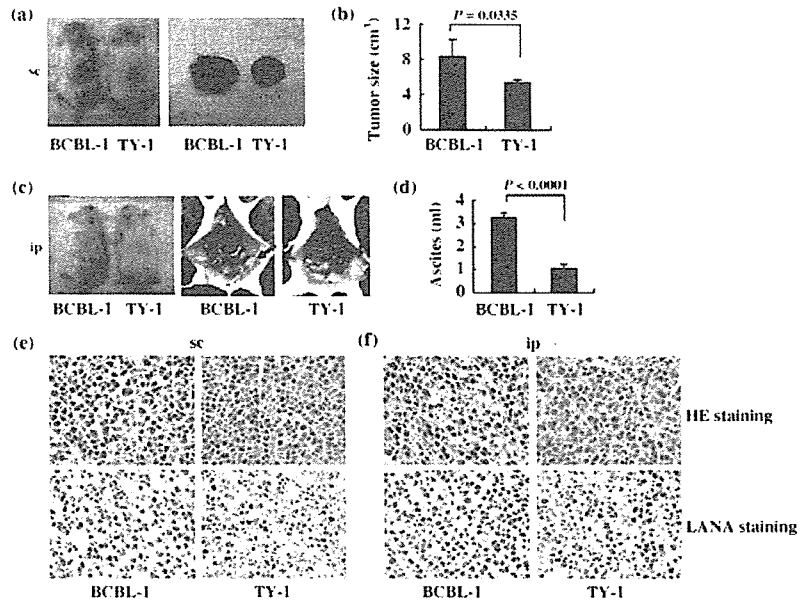 (a)
sc
BCBL-1 TY-1
BCBL-1 TY-1
(b)
P = 0.0335
Tumor size (cm³)
12
8
4
0
BCBL-1 TY-1
(c)
ip
BCBL-1 TY-1
BCBL-1
TY-1
(d)
P < 0.0001
Ascites (ml)
4
3
2
1
0
BCBL-1 TY-1
(e)
sc
(f)
ip
HE staining
LANA staining
BCBL-1
TY-1
BCBL-1
TY-1